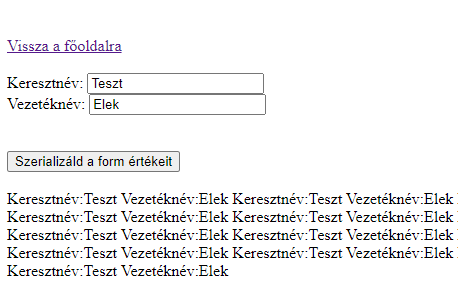 Vissza a főoldalra
Keresztnév: Teszt
Vezetéknév: Elek
Szerializáld a form értékeit
Keresztnév:Teszt Vezetéknév:Elek Keresztnév:Teszt Vezetéknév:Elek
Keresztnév:Teszt Vezetéknév:Elek Keresztnév:Teszt Vezetéknév:Elek
Keresztnév:Teszt Vezetéknév:Elek Keresztnév:Teszt Vezetéknév:Elek
Keresztnév:Teszt Vezetéknév:Elek Keresztnév:Teszt Vezetéknév:Elek
Keresztnév:Teszt Vezetéknév:Elek